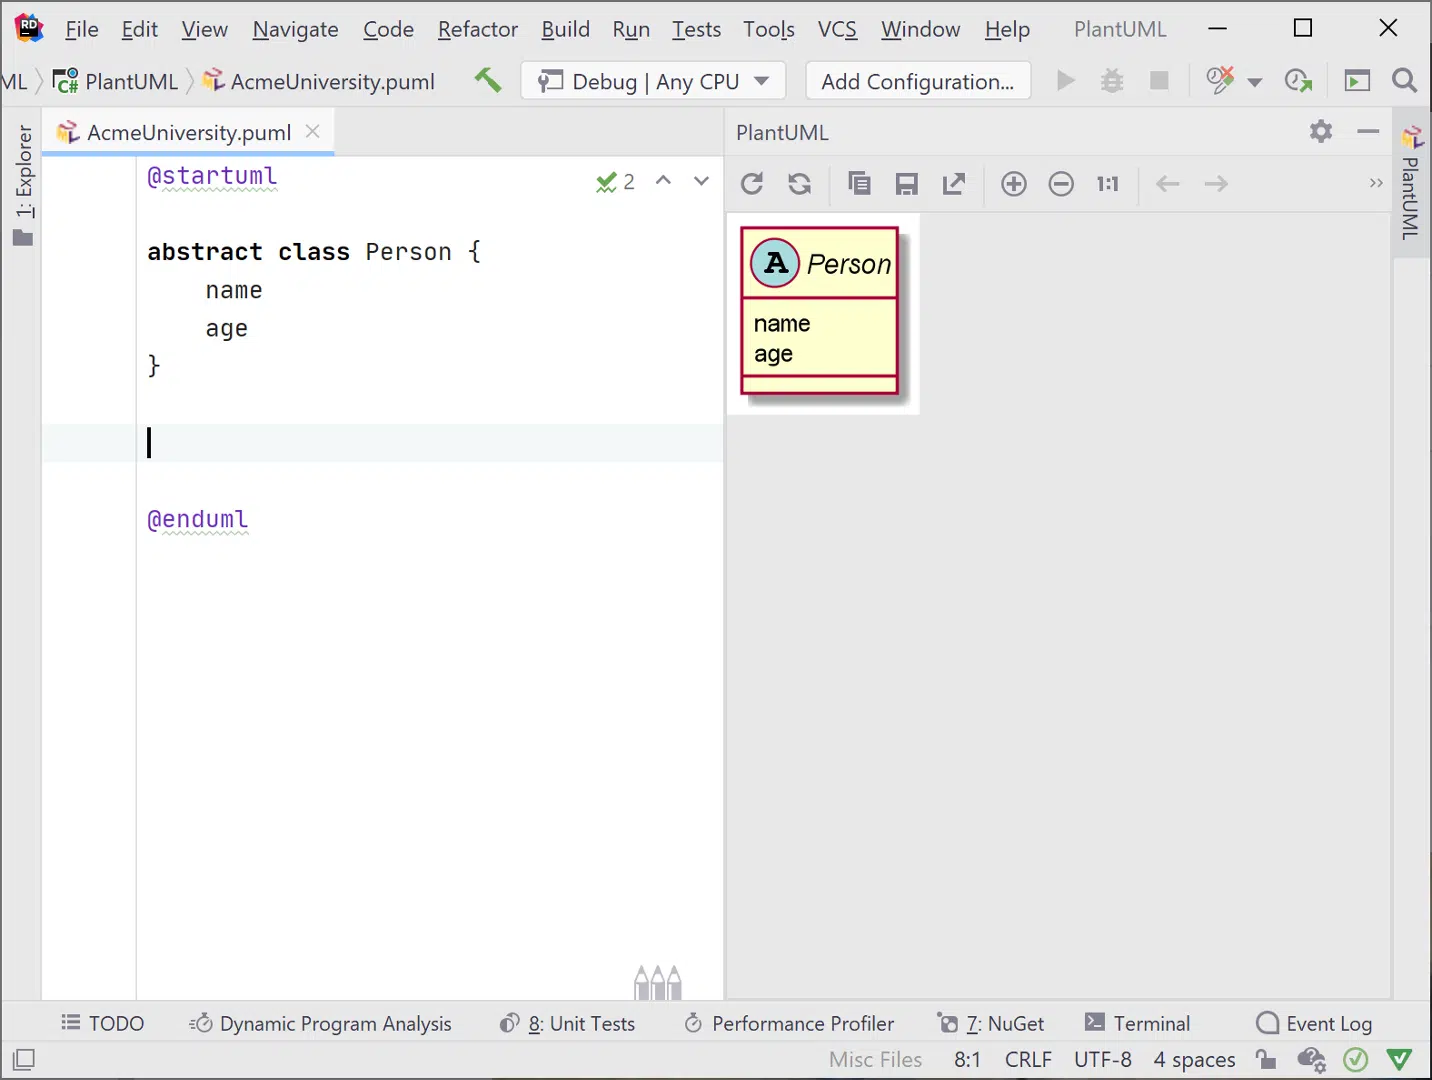 RD File Edit View Navigate Code Refactor Build Run Tests Tools VCS Window Help PlantUML
ML PlantUML AcmeUniversity.puml Debug | Any CPU Add Configuration...
1: Explorer
AcmeUniversity.puml
PlantUML
PlantUML
@startuml
2
1:1
abstract class Person {
name
age
}
@enduml
A Person
name
age
TODO Dynamic Program Analysis 8: Unit Tests Performance Profiler 7: NuGet Terminal Event Log
Misc Files 8:1 CRLF UTF-8 4 spaces